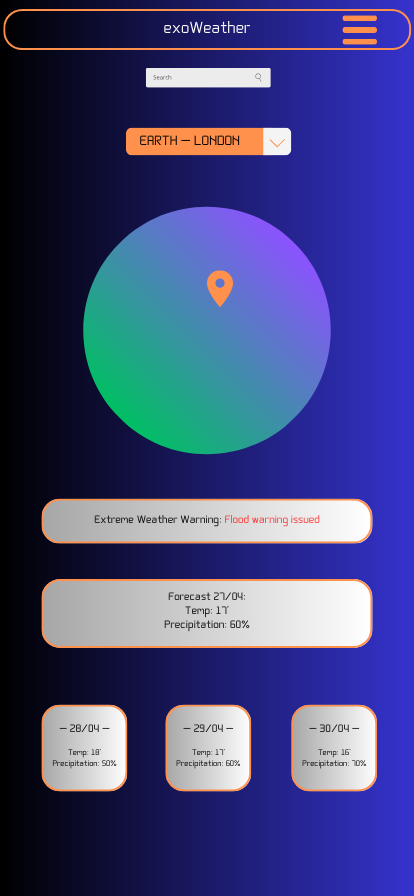 exoWeather
Search
EARTH — LONDON
Extreme Weather Warning: Flood warning issued
Forecast 27/04:
Temp: 17°
Precipitation: 60%
— 28/04 —
Temp: 18°
Precipitation: 50%
— 29/04 —
Temp: 17°
Precipitation: 60%
— 30/04 —
Temp: 16°
Precipitation: 70%